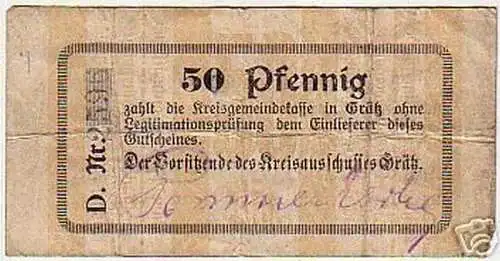 50 Pfennig
zahlt die Kreisgemeindekasse in Grätz ohne
Legitimationsprüfung dem Einlieferer dieses
Gutscheines.
Der Vorsitzende des Kreisausschusses Grätz.
D. Nr.